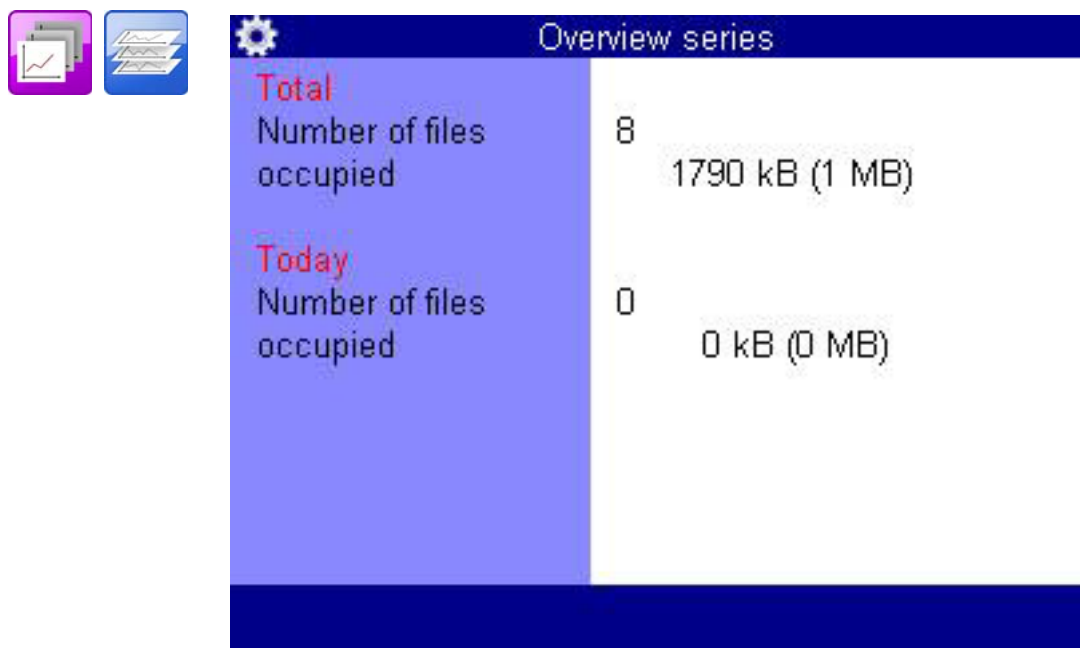 Overview series
Total
Number of files 8
occupied 1790 kB (1 MB)
Today
Number of files 0
occupied 0 kB (0 MB)